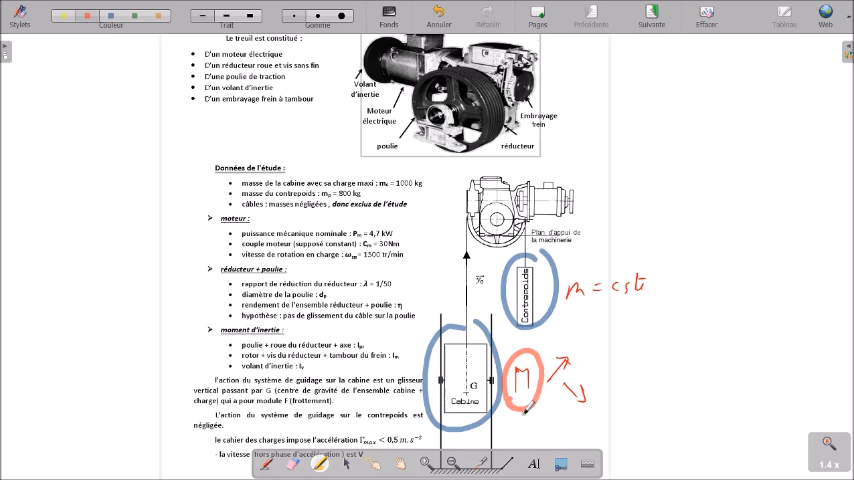 Stylets
Couleur
Trait
Gomme
Fonds
Annuler
Rétablir
Page
Précédente
Suivante
Effacer
Tableau
Web
Le treuil est constitué :
• D'un moteur électrique
• D'un réducteur roue et vis sans fin
• D'une poulie de traction
• D'un volant d'inertie
• D'un embrayage frein à tambour
Volant
d'inertie
Moteur
électrique
poulie
réducteur
Embrayage
frein
Données de l'étude :
• masse de la cabine avec sa charge maxi : mₖ = 1000 kg
• masse du contrepoids : mₚ = 800 kg
• câbles : masses négligées, donc exclus de l'étude
➢ moteur :
• puissance mécanique nominale : Pₘ = 4,7 kW
• couple moteur (supposé constant) : Cₘ = 30Nm
• vitesse de rotation en charge : ωₘ = 1500 tr/min
➢ réducteur + poulie :
• rapport de réduction du réducteur : λ = 1/50
• diamètre de la poulie : dₚ
• rendement de l'ensemble réducteur + poulie : η
• hypothèse : pas de glissement du câble sur la poulie
➢ moment d'inertie :
• poulie + roue du réducteur + axe :
• rotor + vis du réducteur + tambour du frein : Iₘ
• volant d'inertie : Iᵥ
l'action du système de guidage sur la cabine est un glisseur
vertical passant par G (centre de gravité de l'ensemble cabine +
charge) qui a pour module F (frottement).
L'action du système de guidage sur le contrepoids est
négligée.
le cahier des charges impose l'accélération Γmax < 0,5 m.s⁻²
- la vitesse (hors phase d'accélération) est V
Plan d'appui de
la machinerie
y₀
Contrepoids
m = cste
M
G
Cabine
1.4 x